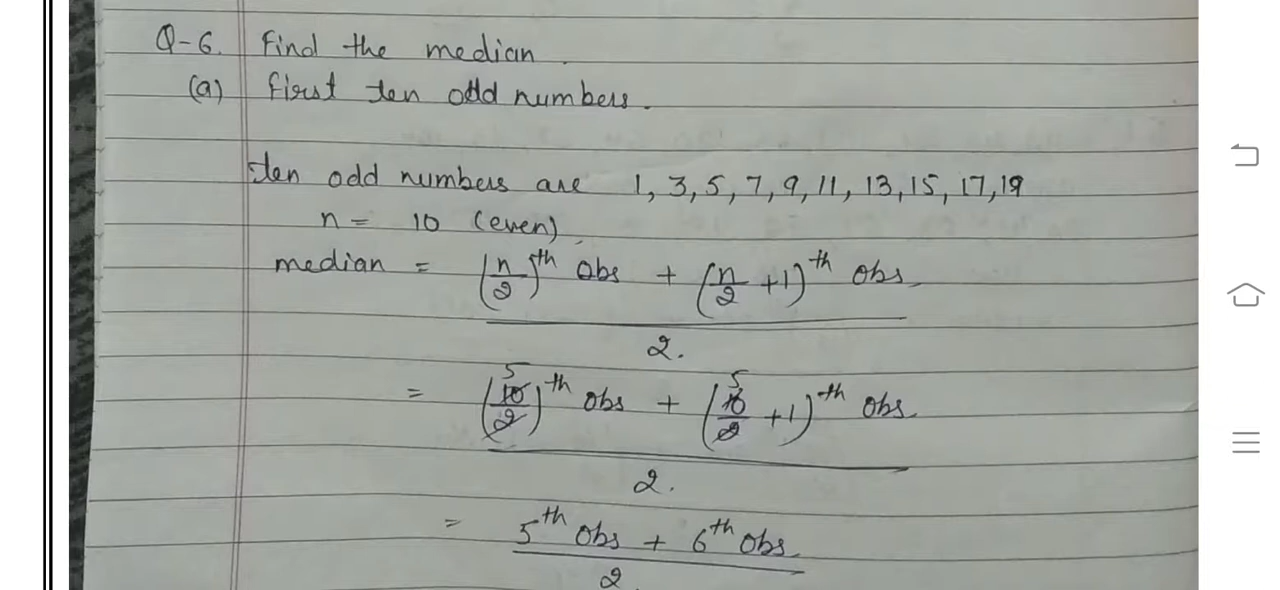 Q-6. Find the median.
(a) First ten odd numbers.
ten odd numbers are 1, 3, 5, 7, 9, 11, 13, 15, 17, 19
n = 10 (even)
median = (n/2)th obs + (n/2 + 1)th obs
2.
= (10/2)th obs + (10/2 + 1)th obs
5 5
2.
= 5th obs + 6th obs
2